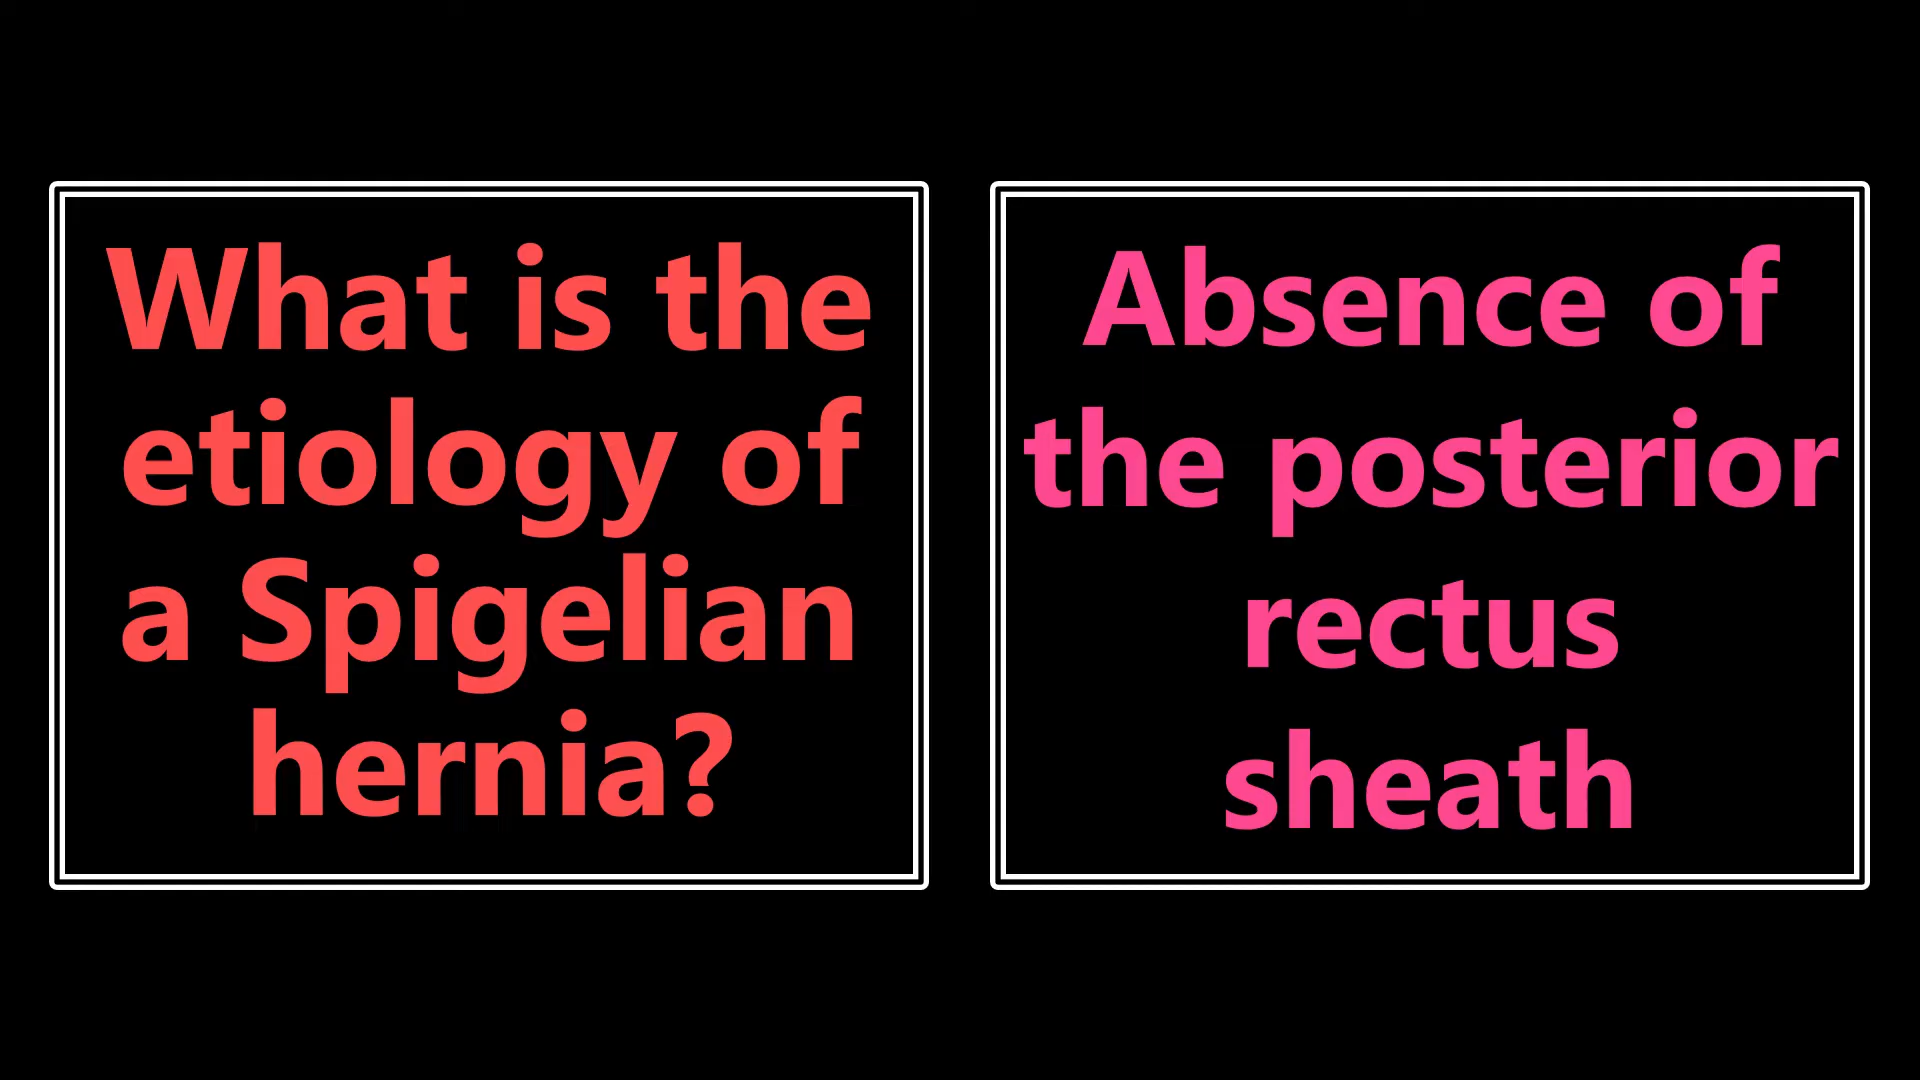 What is the
etiology of
a Spigelian
hernia?
Absence of
the posterior
rectus
sheath